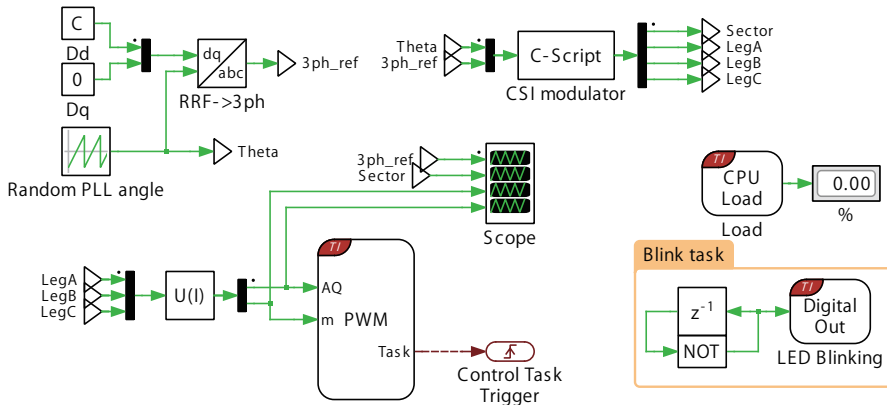 C
Dd
0
Dq
dq
abc
RRF->3ph
3ph_ref
Random PLL angle
Theta
Theta
3ph_ref
C-Script
CSI modulator
Sector
LegA
LegB
LegC
3ph_ref
Sector
Scope
TI
CPU
Load
Load
0.00
%
LegA
LegB
LegC
U(I)
TI
AQ
m
PWM
Task
Control Task
Trigger
Blink task
z⁻¹
NOT
TI
Digital
Out
LED Blinking